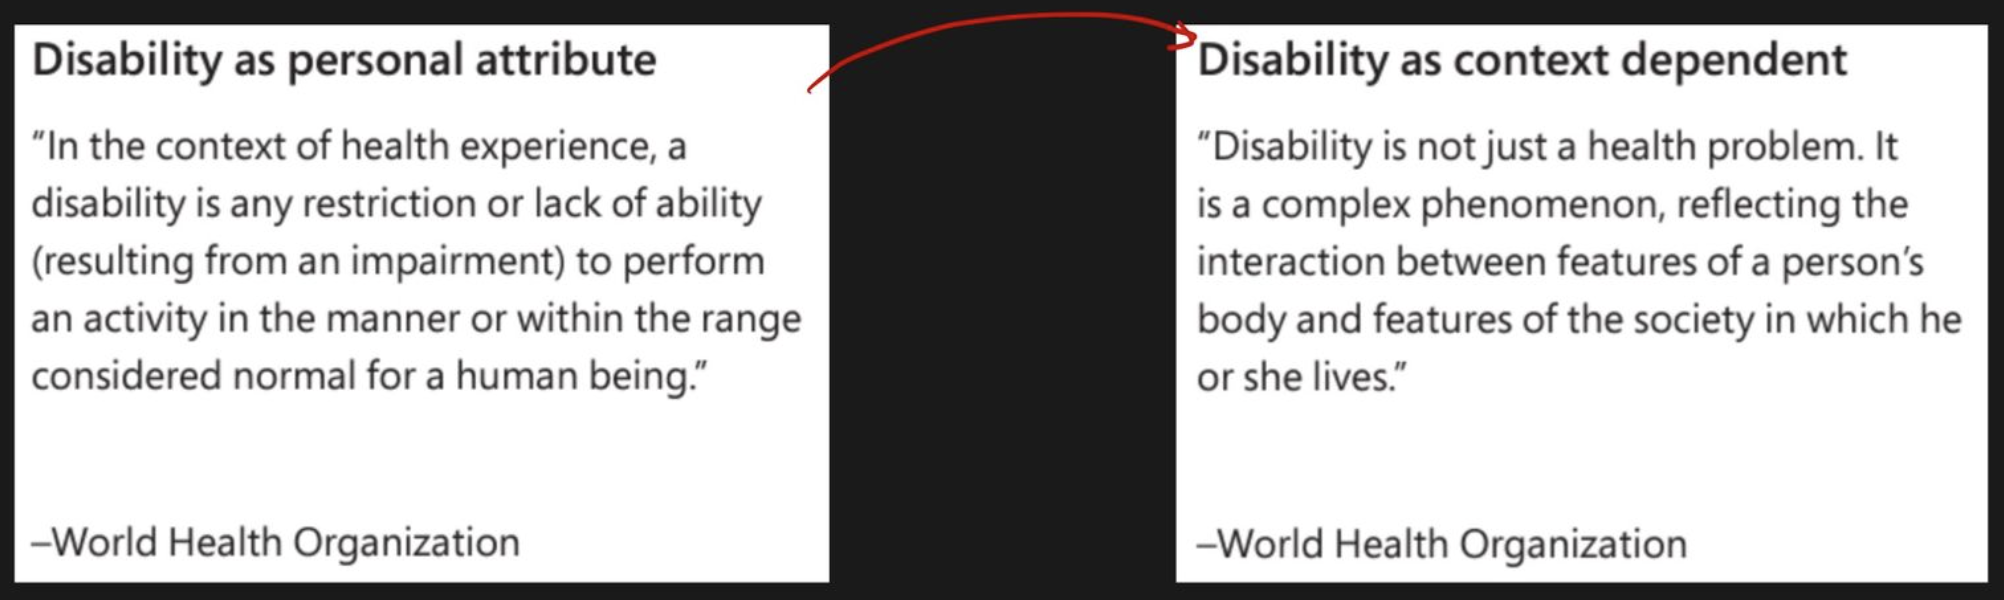 Disability as personal attribute
"In the context of health experience, a
disability is any restriction or lack of ability
(resulting from an impairment) to perform
an activity in the manner or within the range
considered normal for a human being."
–World Health Organization
Disability as context dependent
"Disability is not just a health problem. It
is a complex phenomenon, reflecting the
interaction between features of a person's
body and features of the society in which he
or she lives."
–World Health Organization